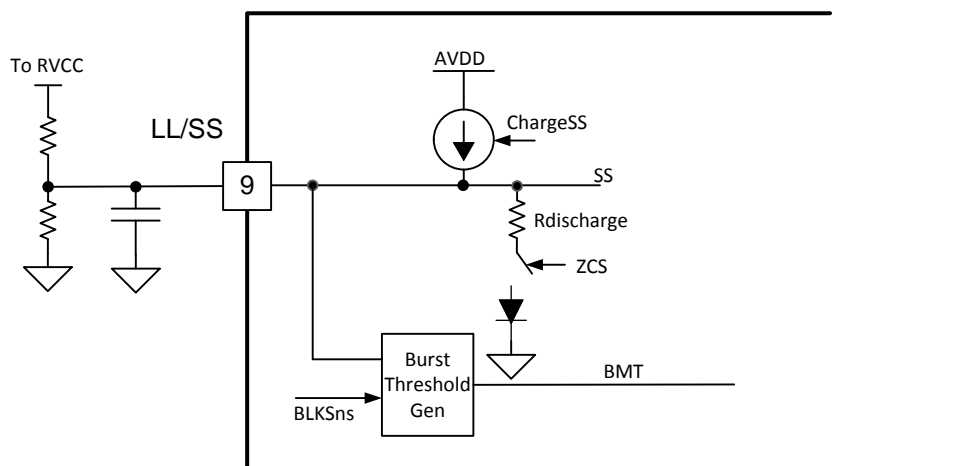 To RVCC
LL/SS
9
AVDD
ChargeSS
SS
Rdischarge
ZCS
Burst
Threshold
Gen
BLKSns
BMT